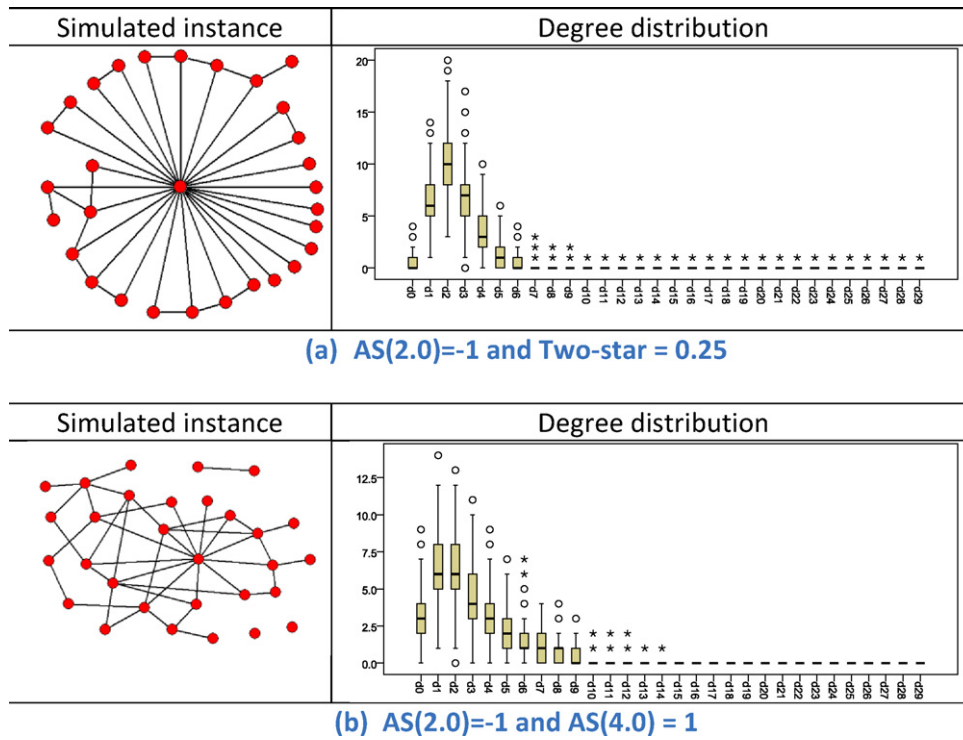 Simulated instance
Degree distribution
20
15
10
5
0
d0 d1 d2 d3 d4 d5 d6 d7 d8 d9 d10 d11 d12 d13 d14 d15 d16 d17 d18 d19 d20 d21 d22 d23 d24 d25 d26 d27 d28 d29
(a) AS(2.0)=-1 and Two-star = 0.25
Simulated instance
Degree distribution
12.5
10.0
7.5
5.0
2.5
0.0
d0 d1 d2 d3 d4 d5 d6 d7 d8 d9 d10 d11 d12 d13 d14 d15 d16 d17 d18 d19 d20 d21 d22 d23 d24 d25 d26 d27 d28 d29
(b) AS(2.0)=-1 and AS(4.0) = 1